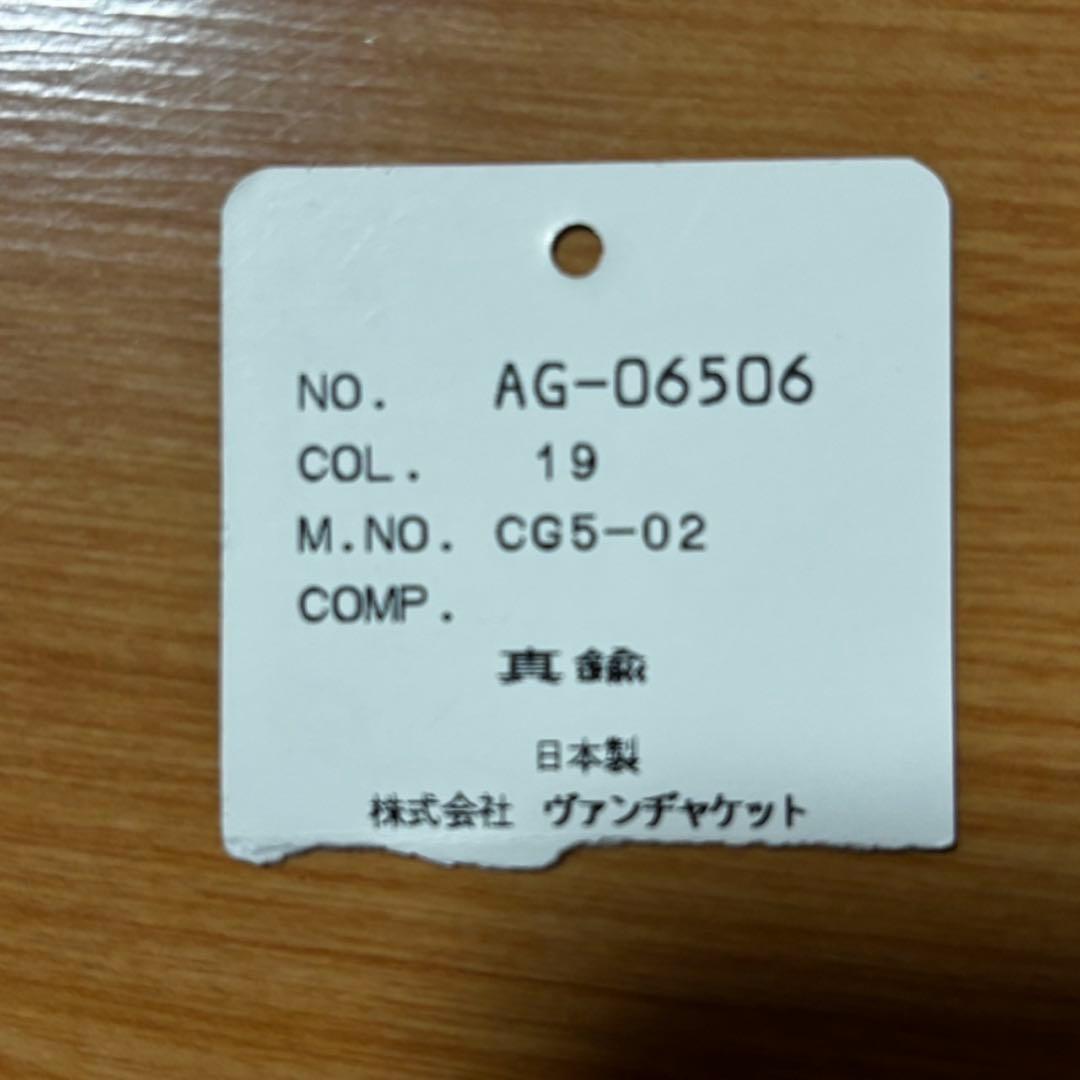 NO. AG-06506
COL. 19
M.NO. CG5-02
COMP.
真鍮
日本製
株式会社 ヴァンヂャケット